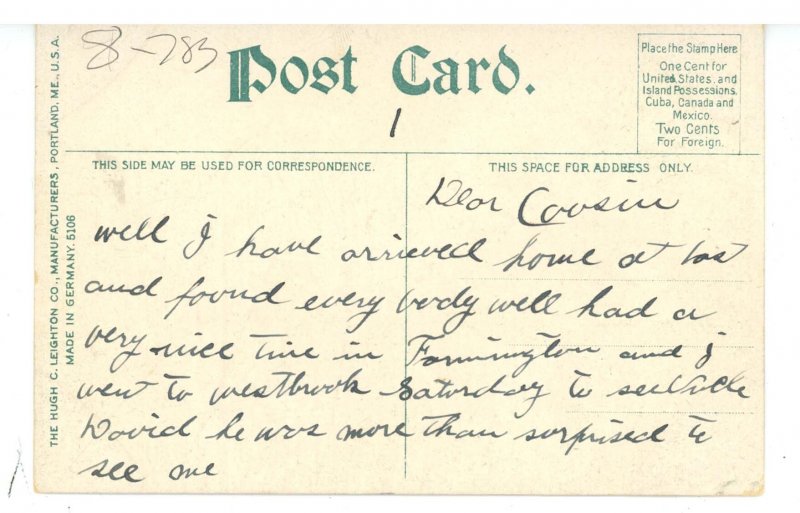 8-783
Post Card.
1
Place the Stamp Here
One Cent for
United States and
Island Possessions,
Cuba, Canada and
Mexico.
Two Cents
For Foreign.
THIS SIDE MAY BE USED FOR CORRESPONDENCE.
THIS SPACE FOR ADDRESS ONLY.
THE HUGH C. LEIGHTON CO., MANUFACTURERS, PORTLAND, ME., U.S.A.
MADE IN GERMANY. 5106
Dear Cousin
well I have arrieved home at last
and found every body well had a
very nice time in Farmington and I
went to westbrook Saturday to see Uncle
David he was more than surprised to
see me